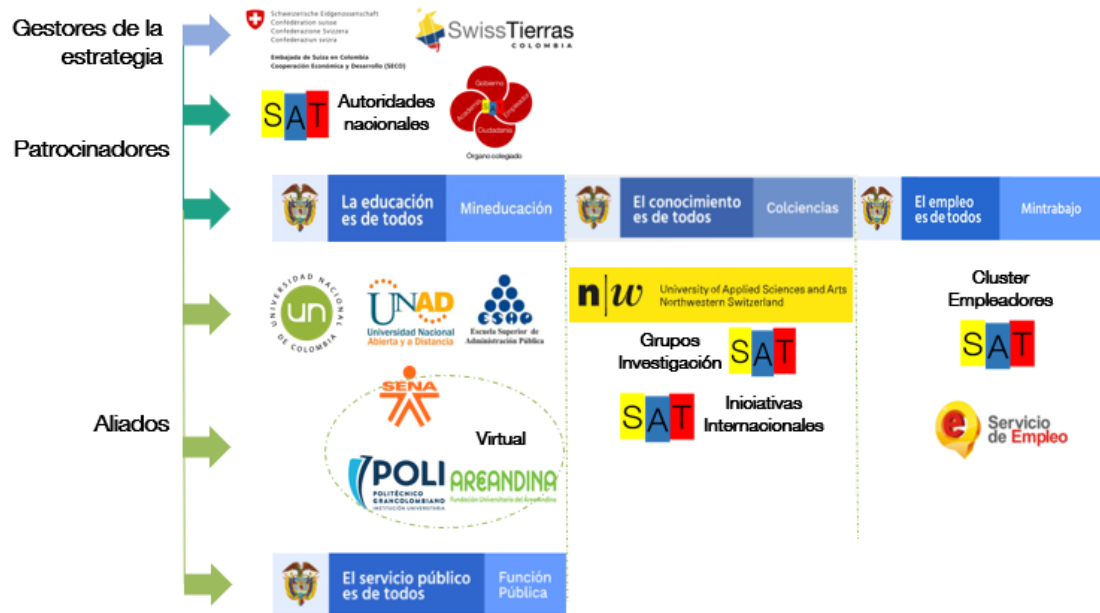 Gestores de la
estrategia
Schweizerische Eidgenossenschaft
Confédération suisse
Confederazione Svizzera
Confederaziun svizra
Embajada de Suiza en Colombia
Cooperación Económica y Desarrollo (SECO)
SwissTierras
COLOMBIA
Patrocinadores
SAT
Autoridades
nacionales
Gobierno
Academia
SAT
Empleador
Ciudadanía
Órgano colegiado
La educación
es de todos
Mineducación
El conocimiento
es de todos
Colciencias
El empleo
es de todos
Mintrabajo
Aliados
UNIVERSIDAD NACIONAL
DE COLOMBIA
un
UNAD
Universidad Nacional
Abierta y a Distancia
ESAP
Escuela Superior de
Administración Pública
n|w
University of Applied Sciences and Arts
Northwestern Switzerland
Cluster
Empleadores
SAT
Grupos
Investigación
SAT
SAT
Iniciativas
Internacionales
SENA
Virtual
POLI
POLITÉCNICO
GRANCOLOMBIANO
INSTITUCIÓN UNIVERSITARIA
AREANDINA
Fundación Universitaria del Área Andina
e
Servicio
de Empleo
El servicio público
es de todos
Función
Pública